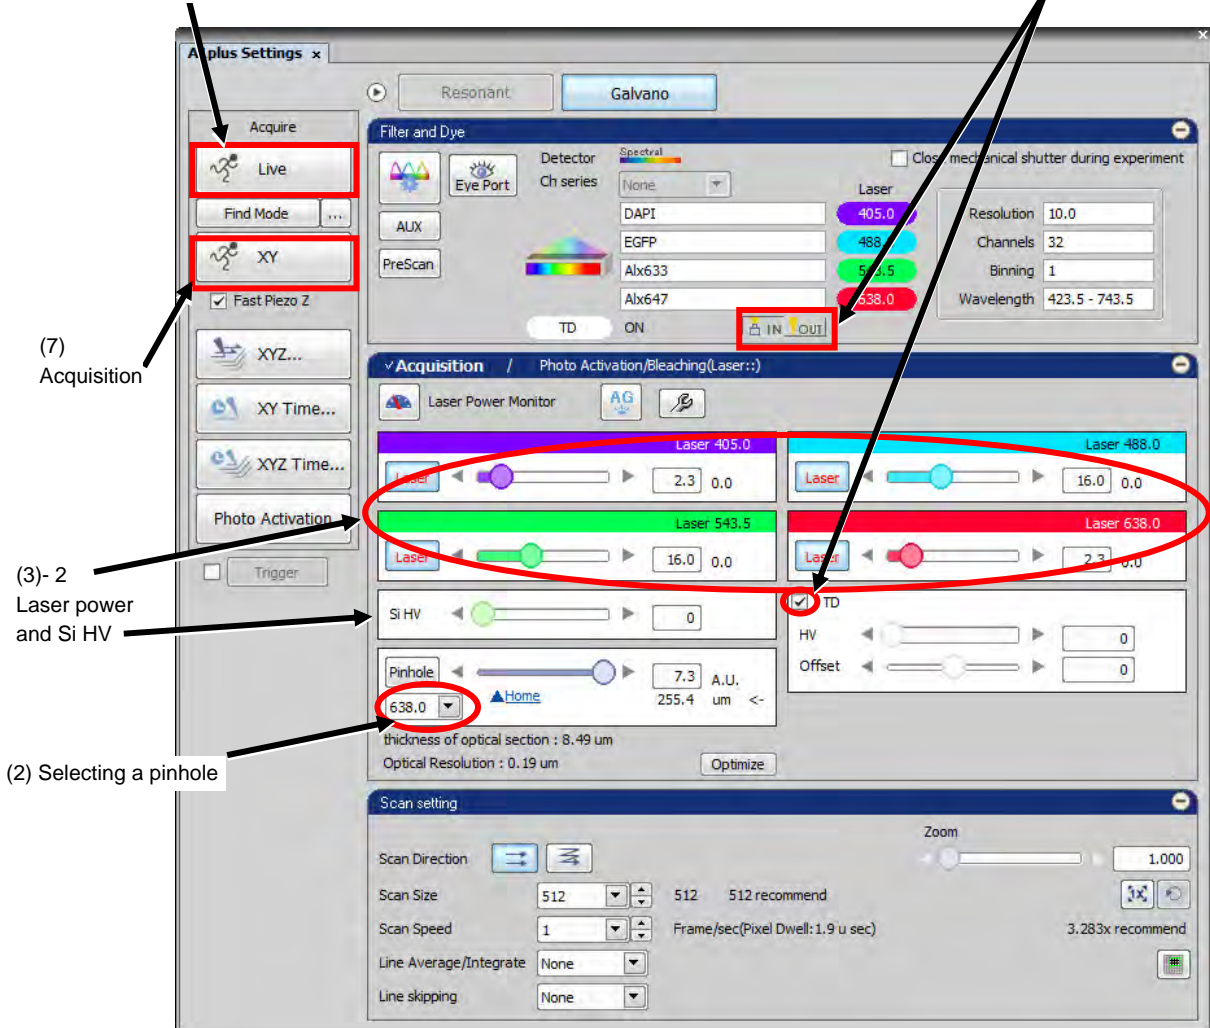 A1plus Settings x
x
Resonant Galvano
Acquire
Live
Find Mode ...
XY
Fast Piezo Z
XYZ...
XY Time...
XYZ Time...
Photo Activation
Trigger
(7)
Acquisition
(3)- 2
Laser power
and Si HV
(2) Selecting a pinhole
Filter and Dye
Eye Port
AUX
PreScan
Detector Spectral
Ch series None
Close mechanical shutter during experiment
Laser
DAPI 405.0
EGFP 488.
Alx633 543.5
Alx647 638.0
TD ON IN OUT
Resolution 10.0
Channels 32
Binning 1
Wavelength 423.5 - 743.5
Acquisition / Photo Activation/Bleaching(Laser::)
Laser Power Monitor AG
Laser 405.0
Laser 2.3 0.0
Laser 488.0
Laser 16.0 0.0
Laser 543.5
Laser 16.0 0.0
Laser 638.0
Laser 2.3 0.0
Si HV 0
TD
HV 0
Offset 0
Pinhole 7.3 A.U.
638.0 Home 255.4 um <-
thickness of optical section : 8.49 um
Optical Resolution : 0.19 um Optimize
Scan setting
Zoom
Scan Direction 1.000
Scan Size 512 512 512 recommend 1X
Scan Speed 1 Frame/sec(Pixel Dwell:1.9 u sec) 3.283x recommend
Line Average/Integrate None
Line skipping None